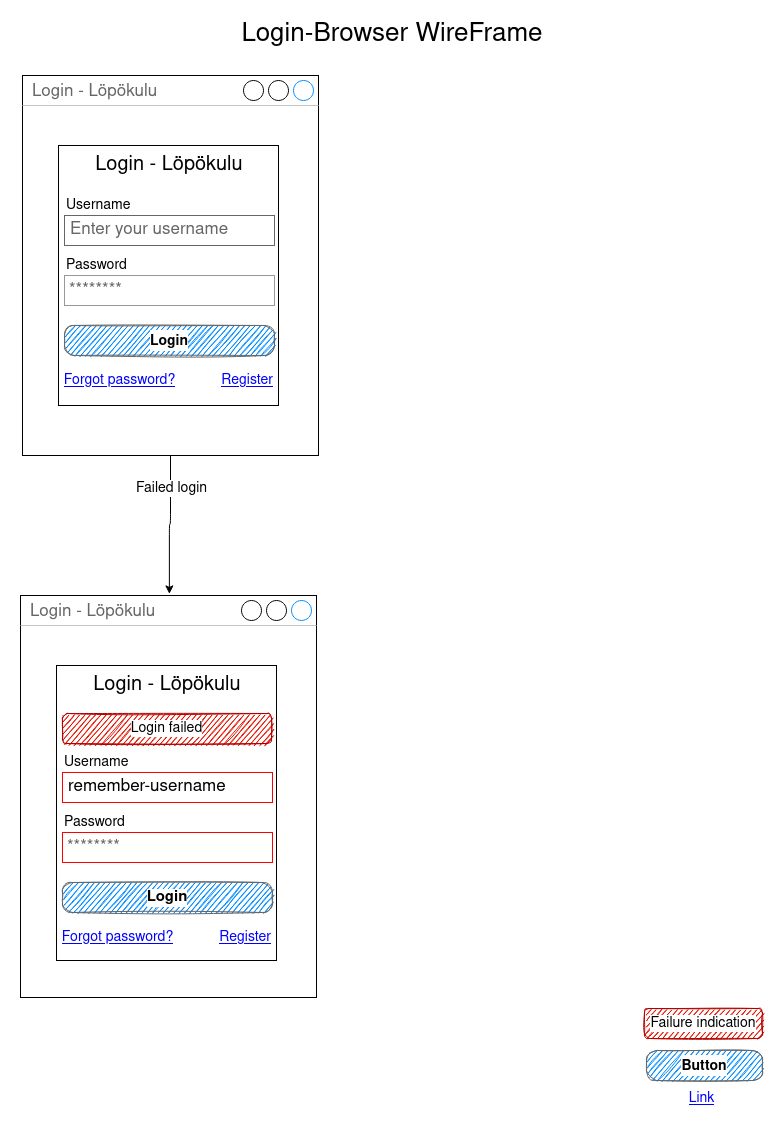 Login-Browser WireFrame
Login - Löpökulu
Login - Löpökulu
Username
Enter your username
Password
********
Login
Forgot password? Register
Failed login
Login - Löpökulu
Login - Löpökulu
Login failed
Username
remember-username
Password
********
Login
Forgot password? Register
Failure indication
Button
Link